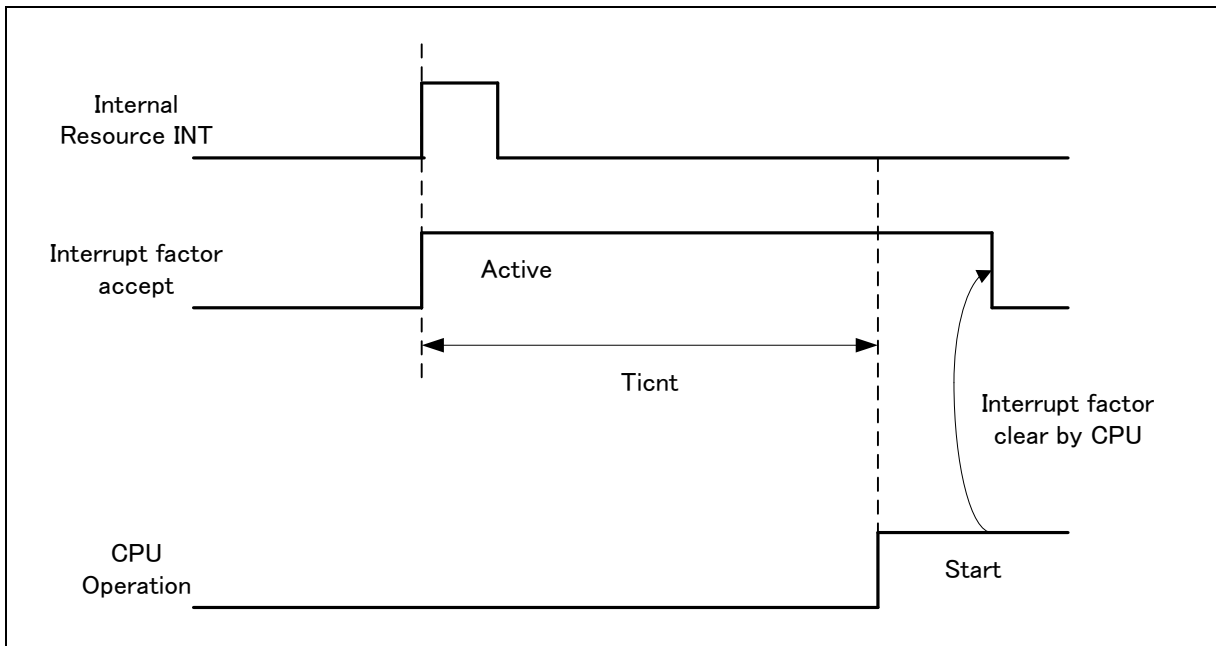 Internal
Resource INT
Interrupt factor
accept
Active
Ticnt
Interrupt factor
clear by CPU
CPU
Operation
Start